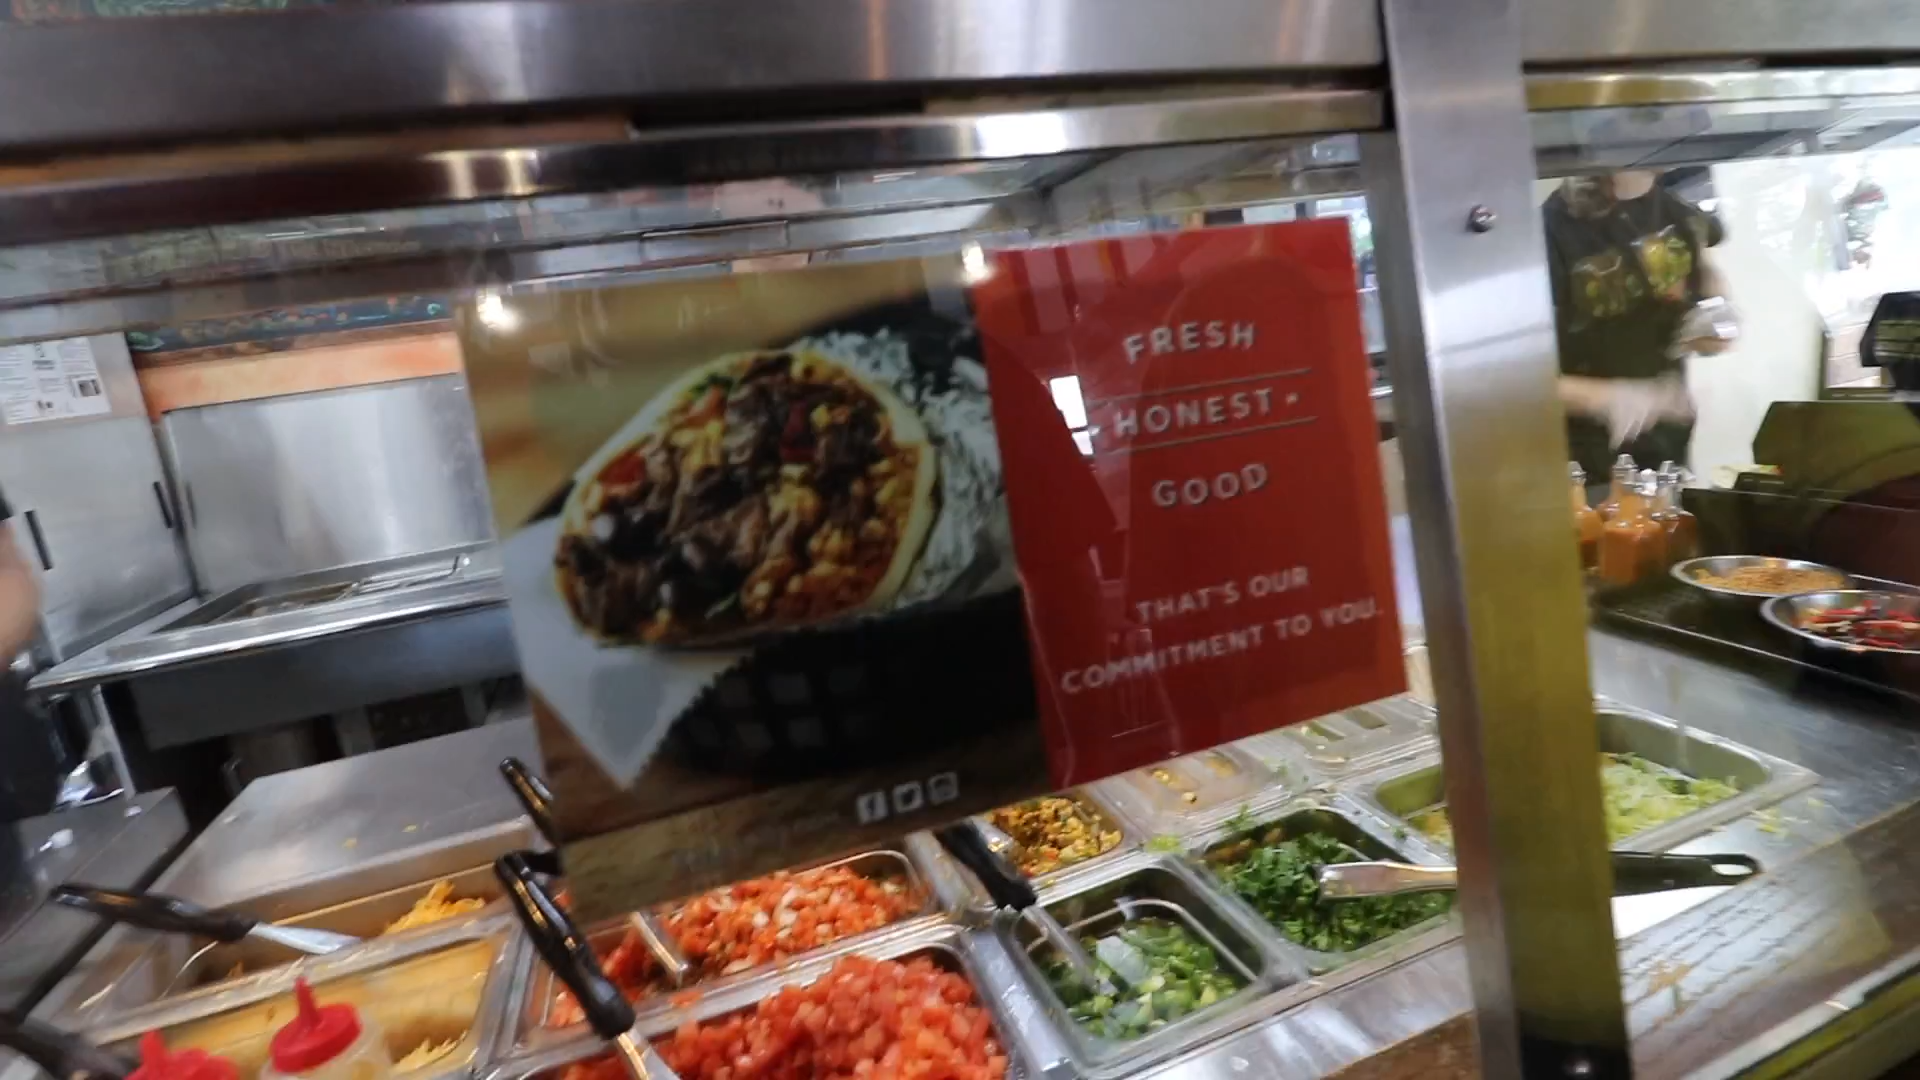 FRESH
HONEST
GOOD
THAT'S OUR
COMMITMENT TO YOU.